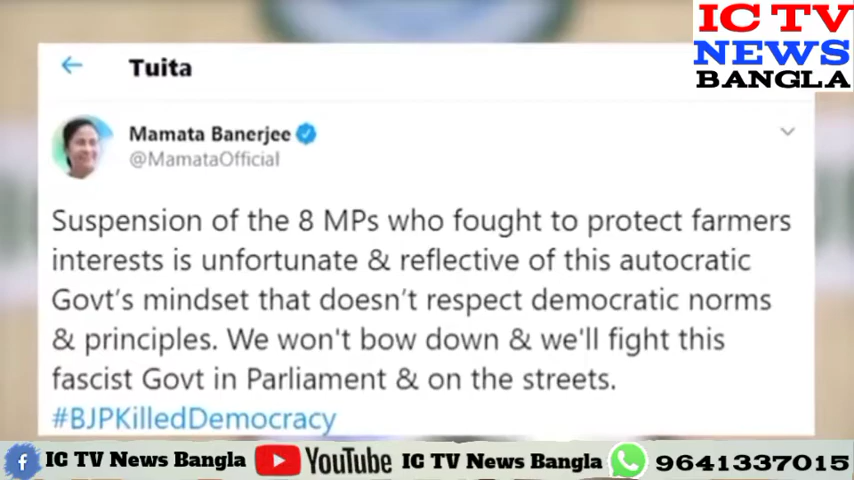 IC TV
NEWS
BANGLA
Tuita
Mamata Banerjee
@MamataOfficial
Suspension of the 8 MPs who fought to protect farmers
interests is unfortunate & reflective of this autocratic
Govt's mindset that doesn't respect democratic norms
& principles. We won't bow down & we'll fight this
fascist Govt in Parliament & on the streets.
#BJPKilledDemocracy
IC TV News Bangla YouTube IC TV News Bangla 9641337015